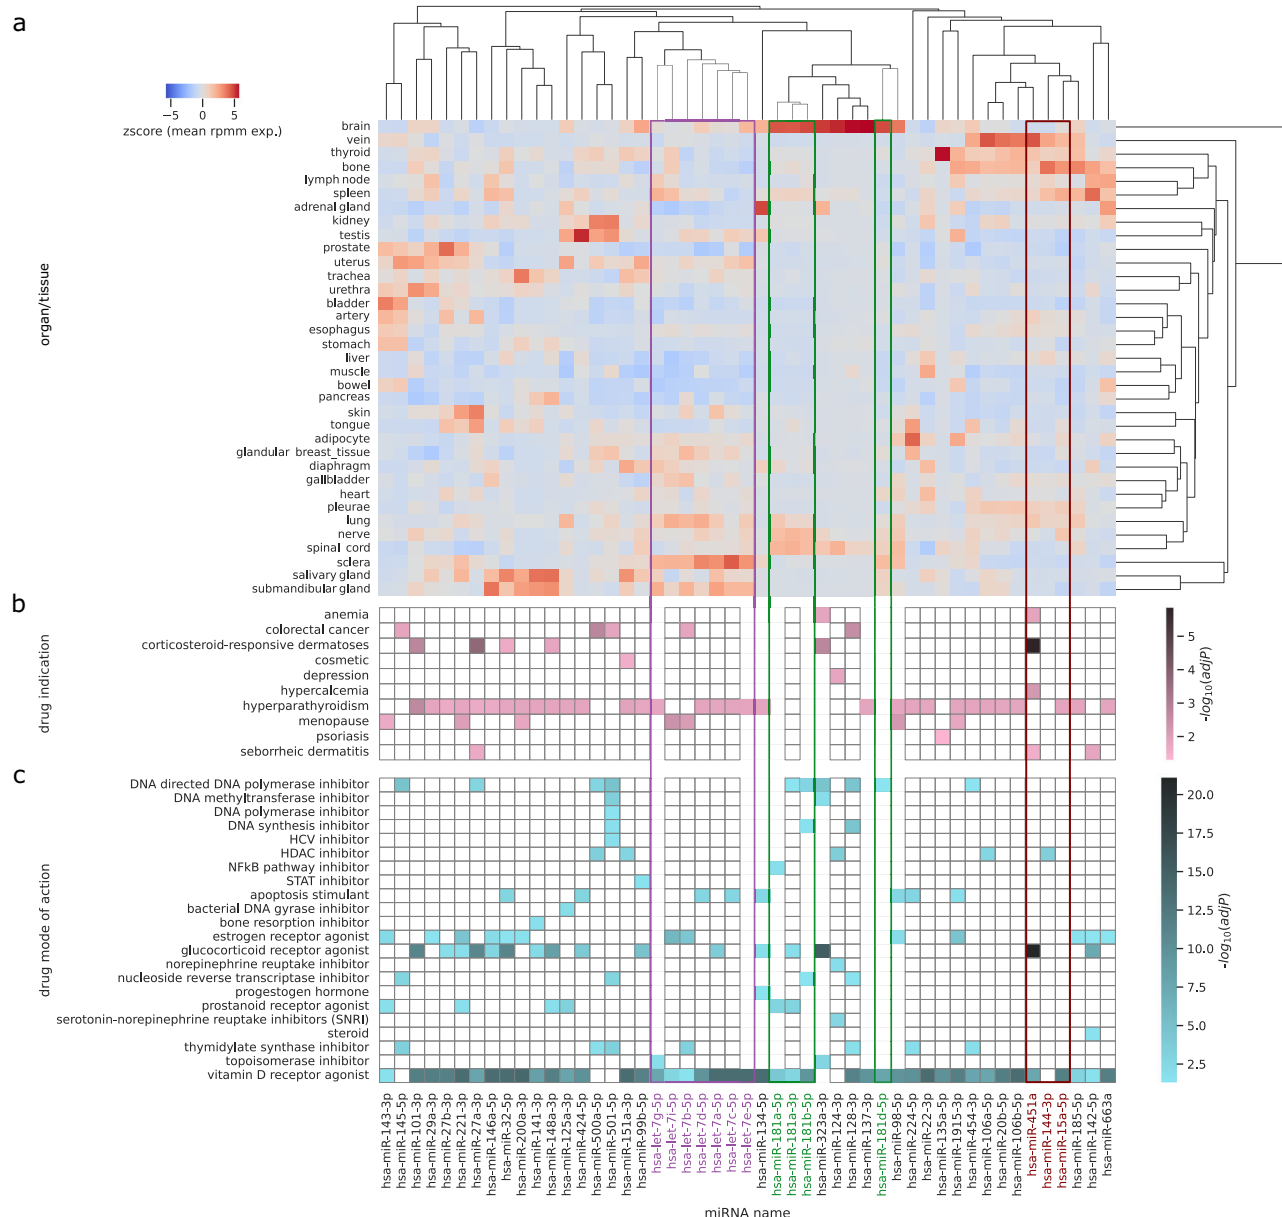 a
−5 0 5
zscore (mean rpmm exp.)
organ/tissue
brain
vein
thyroid
bone
lymph node
spleen
adrenal gland
kidney
testis
prostate
uterus
trachea
urethra
bladder
artery
esophagus
stomach
liver
muscle
bowel
pancreas
skin
tongue
adipocyte
glandular breast_tissue
diaphragm
gallbladder
heart
pleurae
lung
nerve
spinal cord
sclera
salivary gland
submandibular gland
b
drug indication
anemia
colorectal cancer
corticosteroid-responsive dermatoses
cosmetic
depression
hypercalcemia
hyperparathyroidism
menopause
psoriasis
seborrheic dermatitis
5
4
3
2
-log10(adjP)
c
drug mode of action
DNA directed DNA polymerase inhibitor
DNA methyltransferase inhibitor
DNA polymerase inhibitor
DNA synthesis inhibitor
HCV inhibitor
HDAC inhibitor
NFkB pathway inhibitor
STAT inhibitor
apoptosis stimulant
bacterial DNA gyrase inhibitor
bone resorption inhibitor
estrogen receptor agonist
glucocorticoid receptor agonist
norepinephrine reuptake inhibitor
nucleoside reverse transcriptase inhibitor
progestogen hormone
prostanoid receptor agonist
serotonin-norepinephrine reuptake inhibitors (SNRI)
steroid
thymidylate synthase inhibitor
topoisomerase inhibitor
vitamin D receptor agonist
20.0
17.5
15.0
12.5
10.0
7.5
5.0
2.5
-log10(adjP)
hsa-miR-143-3p
hsa-miR-145-5p
hsa-miR-101-3p
hsa-miR-29a-3p
hsa-miR-27b-3p
hsa-miR-221-3p
hsa-miR-27a-3p
hsa-miR-146a-5p
hsa-miR-32-5p
hsa-miR-200a-3p
hsa-miR-141-3p
hsa-miR-148a-3p
hsa-miR-125a-3p
hsa-miR-424-5p
hsa-miR-500a-5p
hsa-miR-501-5p
hsa-miR-151a-3p
hsa-miR-99b-5p
hsa-let-7g-5p
hsa-let-7i-5p
hsa-let-7b-5p
hsa-let-7d-5p
hsa-let-7a-5p
hsa-let-7c-5p
hsa-let-7e-5p
hsa-miR-134-5p
hsa-miR-181a-5p
hsa-miR-181a-3p
hsa-miR-181b-5p
hsa-miR-323a-3p
hsa-miR-124-3p
hsa-miR-128-3p
hsa-miR-137-3p
hsa-miR-181d-5p
hsa-miR-98-5p
hsa-miR-224-5p
hsa-miR-22-3p
hsa-miR-135a-5p
hsa-miR-1915-3p
hsa-miR-454-3p
hsa-miR-106a-5p
hsa-miR-20b-5p
hsa-miR-106b-5p
hsa-miR-451a
hsa-miR-144-3p
hsa-miR-15a-5p
hsa-miR-185-5p
hsa-miR-142-5p
hsa-miR-663a
miRNA name